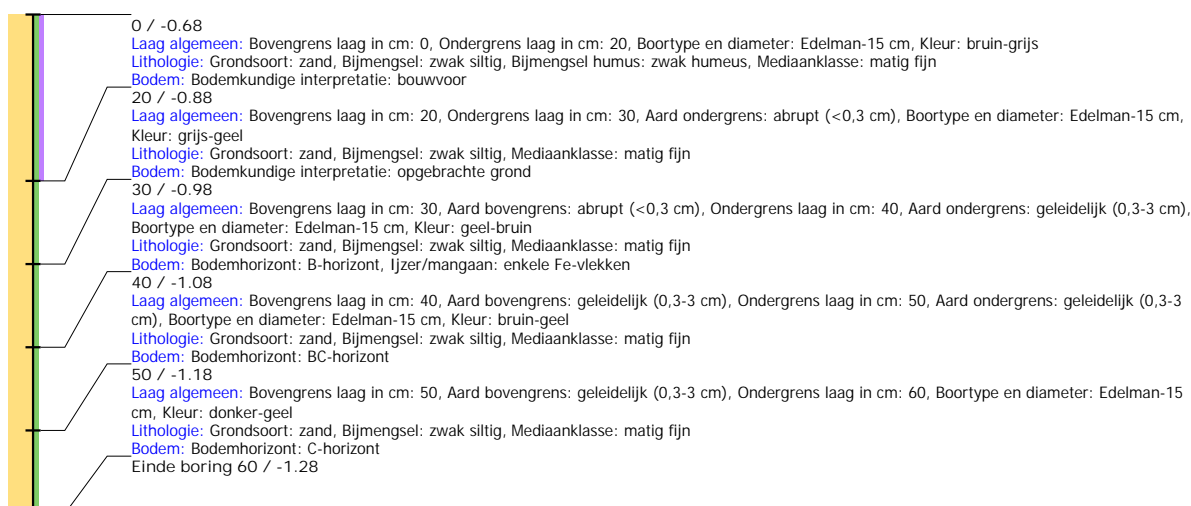 0 / -0.68
Laag algemeen: Bovengrens laag in cm: 0, Ondergrens laag in cm: 20, Boortype en diameter: Edelman-15 cm, Kleur: bruin-grijs
Lithologie: Grondsoort: zand, Bijmengsel: zwak siltig, Bijmengsel humus: zwak humeus, Mediaanklasse: matig fijn
Bodem: Bodemkundige interpretatie: bouwvoor
20 / -0.88
Laag algemeen: Bovengrens laag in cm: 20, Ondergrens laag in cm: 30, Aard ondergrens: abrupt (<0,3 cm), Boortype en diameter: Edelman-15 cm,
Kleur: grijs-geel
Lithologie: Grondsoort: zand, Bijmengsel: zwak siltig, Mediaanklasse: matig fijn
Bodem: Bodemkundige interpretatie: opgebrachte grond
30 / -0.98
Laag algemeen: Bovengrens laag in cm: 30, Aard bovengrens: abrupt (<0,3 cm), Ondergrens laag in cm: 40, Aard ondergrens: geleidelijk (0,3-3 cm),
Boortype en diameter: Edelman-15 cm, Kleur: geel-bruin
Lithologie: Grondsoort: zand, Bijmengsel: zwak siltig, Mediaanklasse: matig fijn
Bodem: Bodemhorizont: B-horizont, Ijzer/mangaan: enkele Fe-vlekken
40 / -1.08
Laag algemeen: Bovengrens laag in cm: 40, Aard bovengrens: geleidelijk (0,3-3 cm), Ondergrens laag in cm: 50, Aard ondergrens: geleidelijk (0,3-3
cm), Boortype en diameter: Edelman-15 cm, Kleur: bruin-geel
Lithologie: Grondsoort: zand, Bijmengsel: zwak siltig, Mediaanklasse: matig fijn
Bodem: Bodemhorizont: BC-horizont
50 / -1.18
Laag algemeen: Bovengrens laag in cm: 50, Aard bovengrens: geleidelijk (0,3-3 cm), Ondergrens laag in cm: 60, Boortype en diameter: Edelman-15
cm, Kleur: donker-geel
Lithologie: Grondsoort: zand, Bijmengsel: zwak siltig, Mediaanklasse: matig fijn
Bodem: Bodemhorizont: C-horizont
Einde boring 60 / -1.28